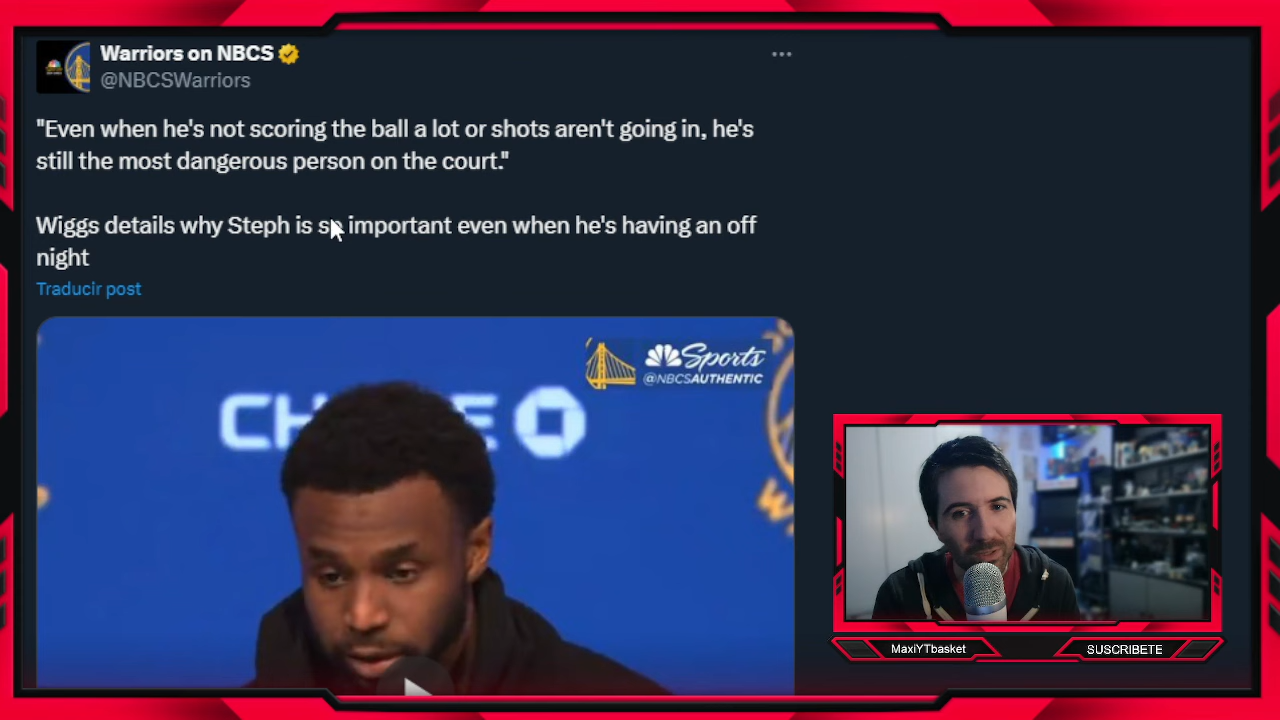 Warriors on NBCS
@NBCSWarriors
"Even when he's not scoring the ball a lot or shots aren't going in, he's
still the most dangerous person on the court."
Wiggs details why Steph is so important even when he's having an off
night
Traducir post
Sports
@NBCSAUTHENTIC
CHASE
MaxiYTbasket
SUSCRIBETE